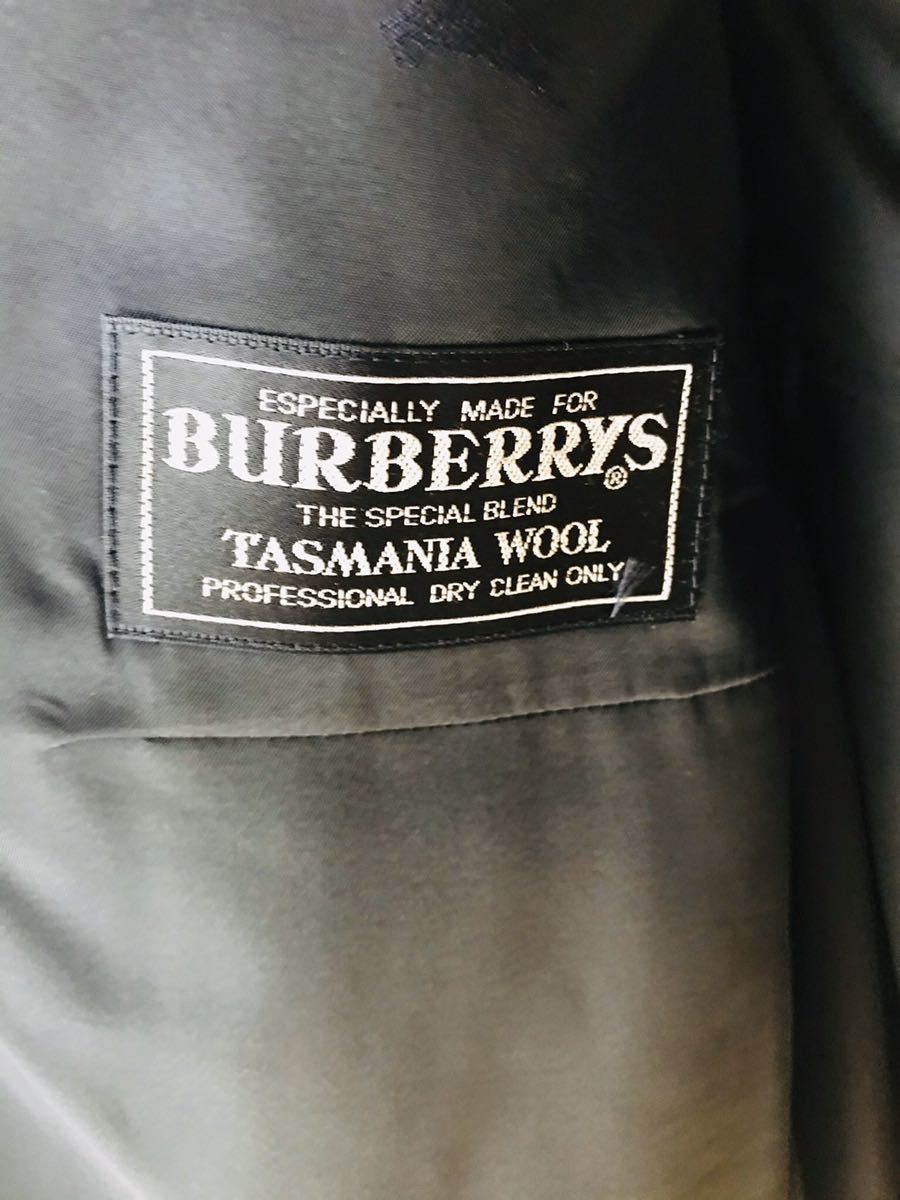 ESPECIALLY MADE FOR
BURBERRYS®
THE SPECIAL BLEND
TASMANIA WOOL
PROFESSIONAL DRY CLEAN ONLY